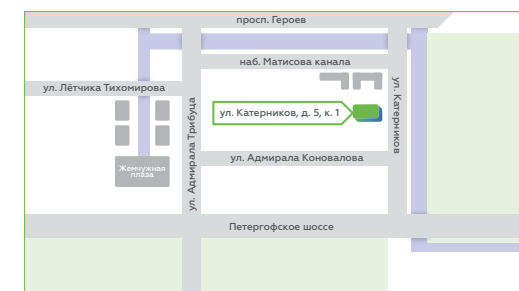 просп. Героев
наб. Матисова канала
ул. Лётчика Тихомирова
ул. Катерников
ул. Катерников, д. 5, к. 1
ул. Адмирала Трибуца
ул. Адмирала Коновалова
Жемчужная
плаза
Петергофское шоссе